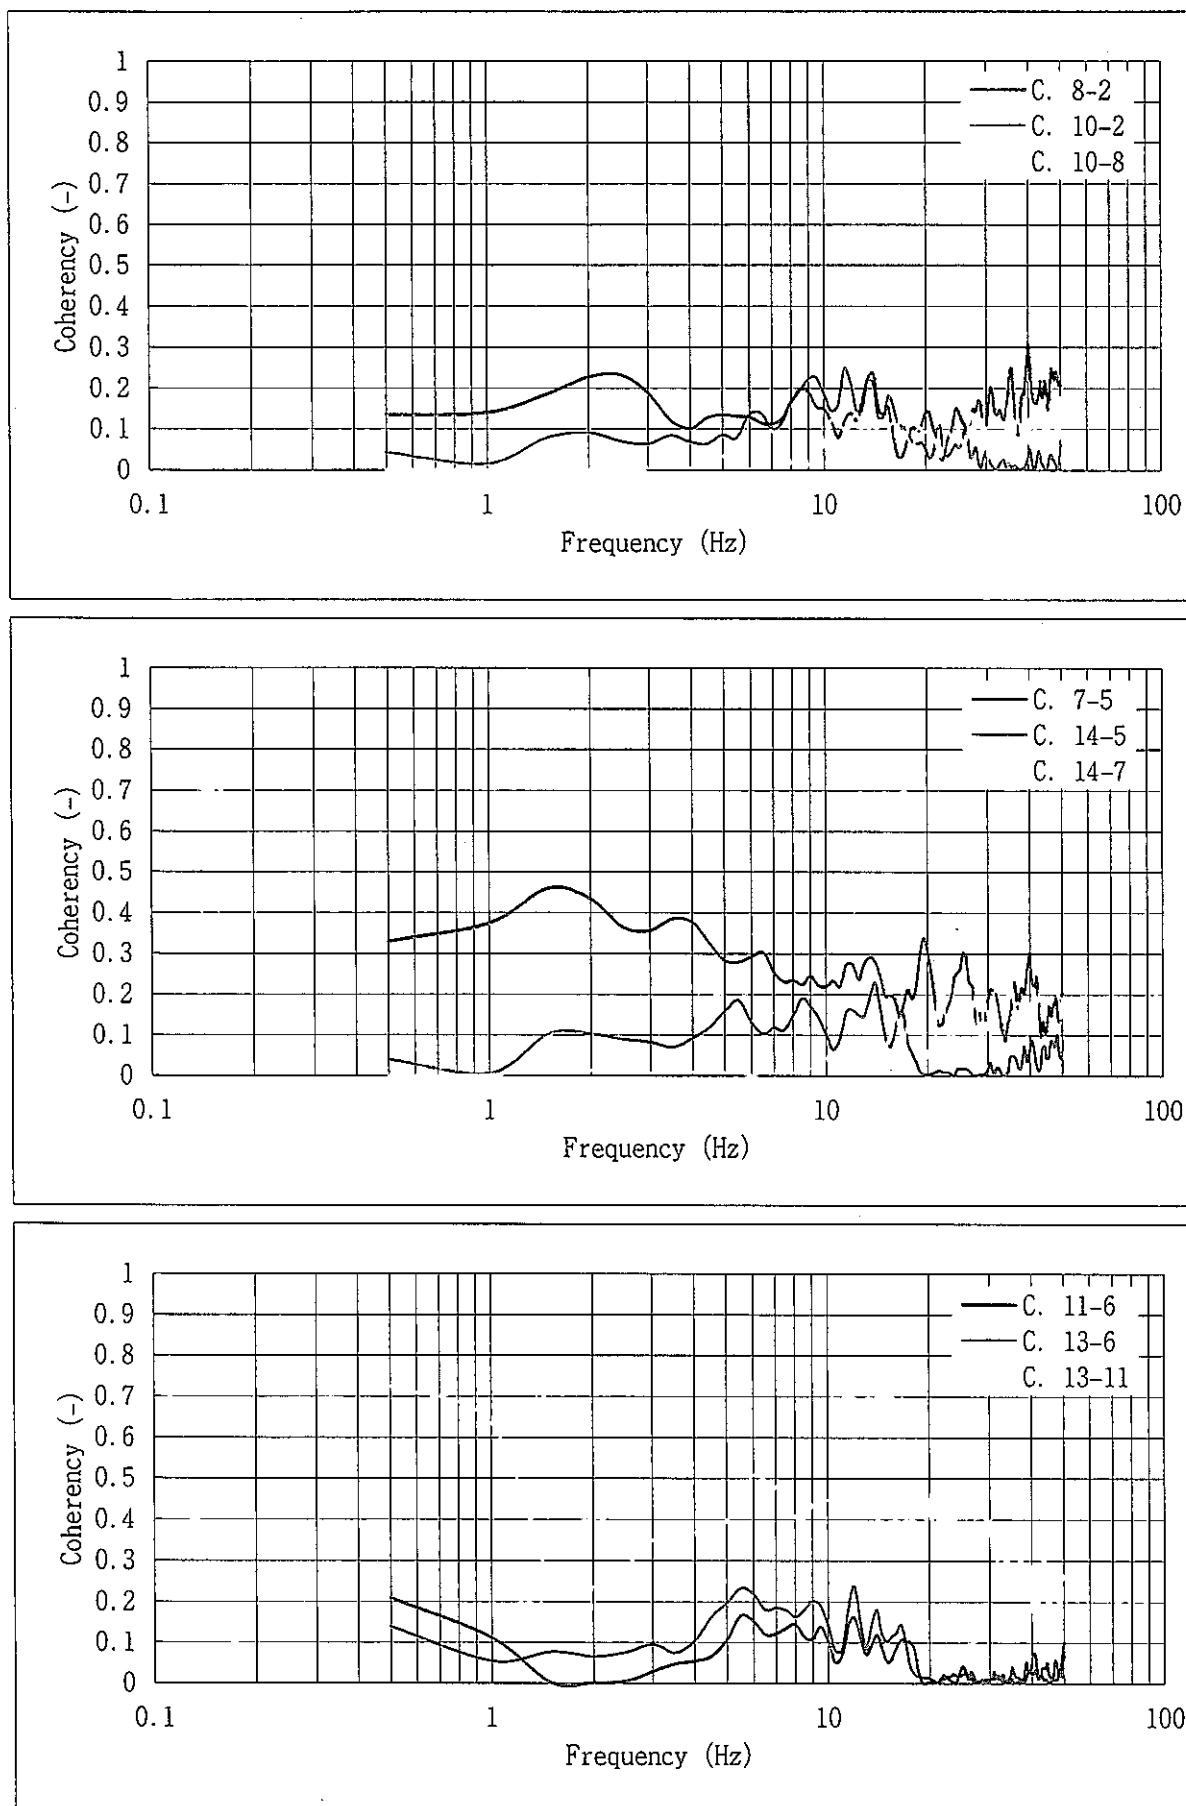 1
0.9
0.8
0.7
0.6
0.5
0.4
0.3
0.2
0.1
0
Coherency (-)
C. 8-2
C. 10-2
C. 10-8
0.1 1 10 100
Frequency (Hz)
1
0.9
0.8
0.7
0.6
0.5
0.4
0.3
0.2
0.1
0
Coherency (-)
C. 7-5
C. 14-5
C. 14-7
0.1 1 10 100
Frequency (Hz)
1
0.9
0.8
0.7
0.6
0.5
0.4
0.3
0.2
0.1
0
Coherency (-)
C. 11-6
C. 13-6
C. 13-11
0.1 1 10 100
Frequency (Hz)